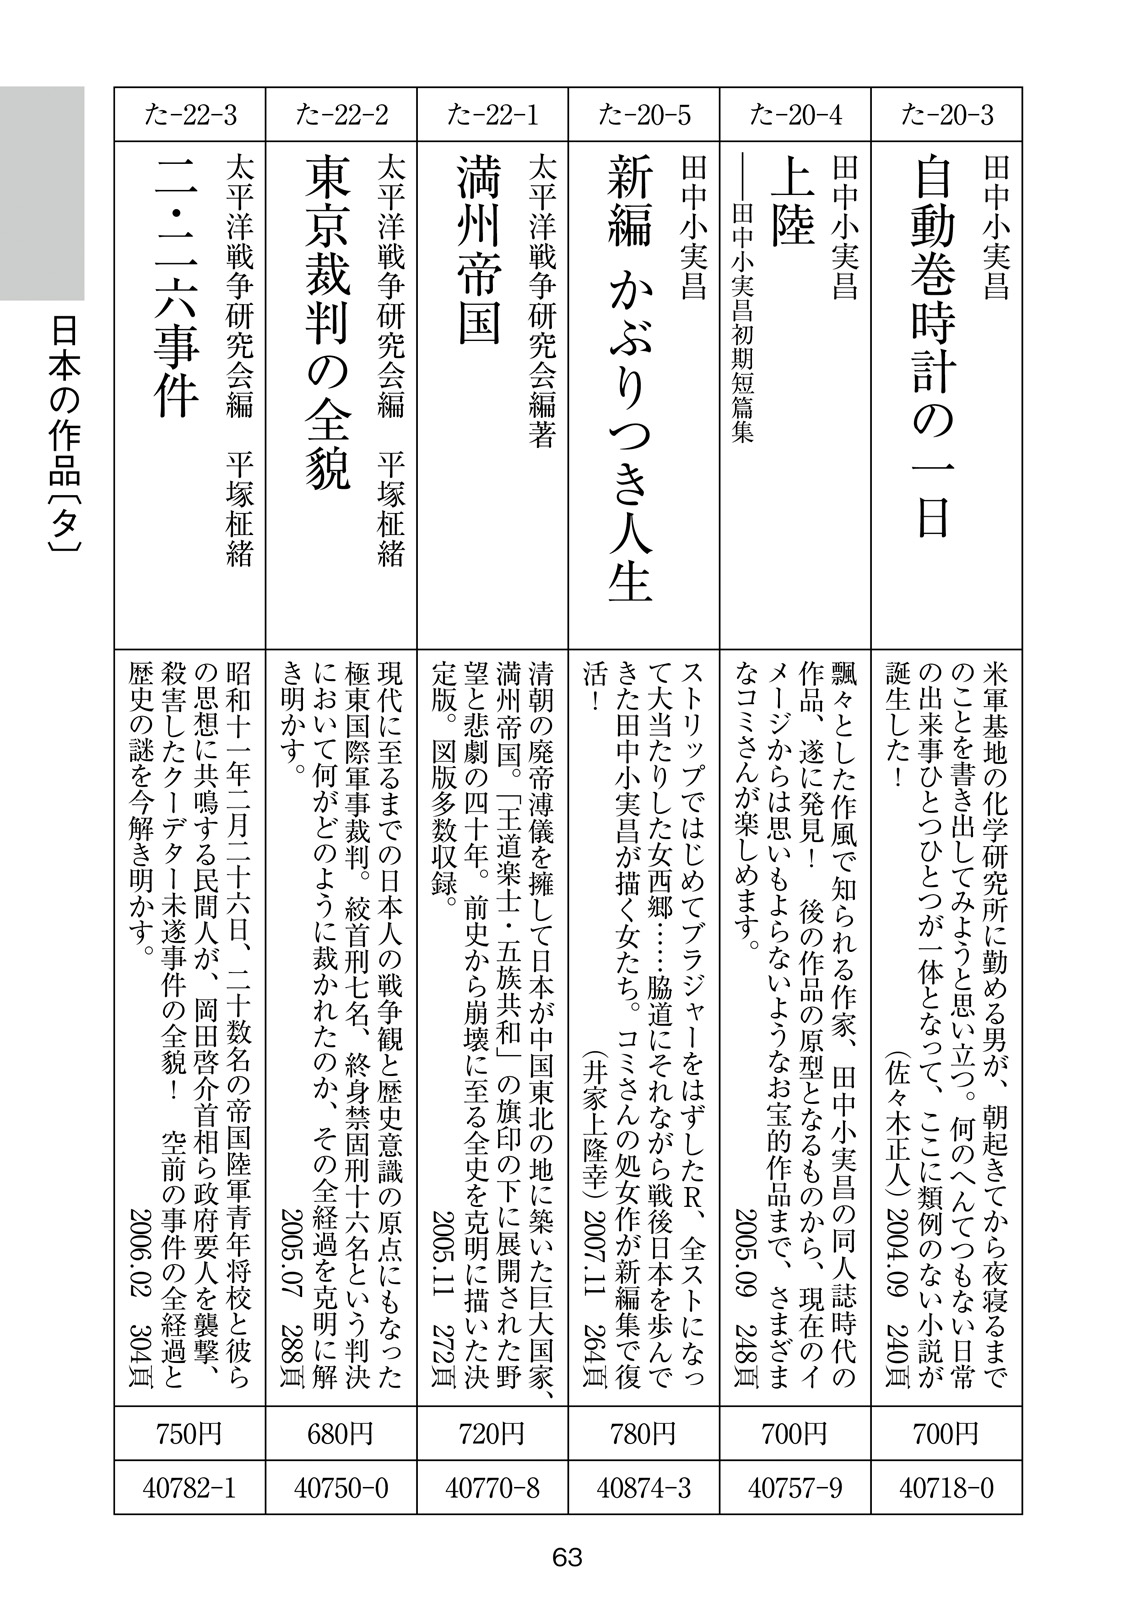 た-20-3
田中小実昌
自動巻時計の一日
米軍基地の化学研究所に勤める男が、朝起きてから夜寝るまで
のことを書き出してみようと思い立つ。何のへんてつもない日常
の出来事ひとつひとつが一体となって、ここに類例のない小説が
誕生した!　（佐々木正人）2004.09　240頁
700円
40718-0
た-20-4
田中小実昌
上陸
――田中小実昌初期短篇集
飄々とした作風で知られる作家、田中小実昌の同人誌時代の
作品、遂に発見!　後の作品の原型となるものから、現在のイ
メージからは思いもよらないようなお宝的作品まで、さまざま
なコミさんが楽しめます。　2005.09　248頁
700円
40757-9
た-20-5
田中小実昌
新編 かぶりつき人生
ストリップではじめてブラジャーをはずしたR、全ストになっ
て大当たりした女西郷……脇道にそれながら戦後日本を歩んで
きた田中小実昌が描く女たち。コミさんの処女作が新編集で復
活!　（井家上隆幸）2007.11　264頁
780円
40874-3
た-22-1
太平洋戦争研究会編著
満州帝国
清朝の廃帝溥儀を擁して日本が中国東北の地に築いた巨大国家、
満州帝国。「王道楽土・五族共和」の旗印の下に展開された野
望と悲劇の四十年。前史から崩壊に至る全史を克明に描いた決
定版。図版多数収録。　2005.11　272頁
720円
40770-8
た-22-2
太平洋戦争研究会編　平塚柾緒
東京裁判の全貌
現代に至るまでの日本人の戦争観と歴史意識の原点にもなった
極東国際軍事裁判。絞首刑七名、終身禁固刑十六名という判決
において何がどのように裁かれたのか、その全経過を克明に解
き明かす。　2005.07　288頁
680円
40750-0
た-22-3
太平洋戦争研究会編　平塚柾緒
二・二六事件
昭和十一年二月二十六日、二十数名の帝国陸軍青年将校と彼ら
の思想に共鳴する民間人が、岡田啓介首相ら政府要人を襲撃、
殺害したクーデター未遂事件の全貌!　空前の事件の全経過と
歴史の謎を今解き明かす。　2006.02　304頁
750円
40782-1
日本の作品〔タ〕
63